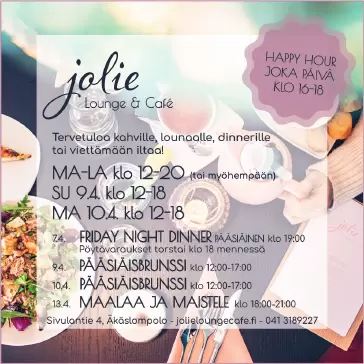 jolie
Lounge & Café
HAPPY HOUR
JOKA PÄIVÄ
KLO 16-18
Tervetuloa kahville, lounaalle, dinnerille
tai viettämään iltaa!
MA-LA klo 12-20 (tai myöhempään)
SU 9.4. klo 12-18
MA 10.4. klo 12-18
7.4. FRIDAY NIGHT DINNER PÄÄSIÄINEN klo 19:00
Pöytävaraukset torstai klo 18 mennessä
9.4. PÄÄSIÄISBRUNSSI klo 12:00-17:00
10.4. PÄÄSIÄISBRUNSSI klo 12:00-17:00
13.4. MAALAA JA MAISTELE klo 18:00-21:00
Sivulantie 4, Äkäslompolo - jolieloungecafe.fi - 041 3189227